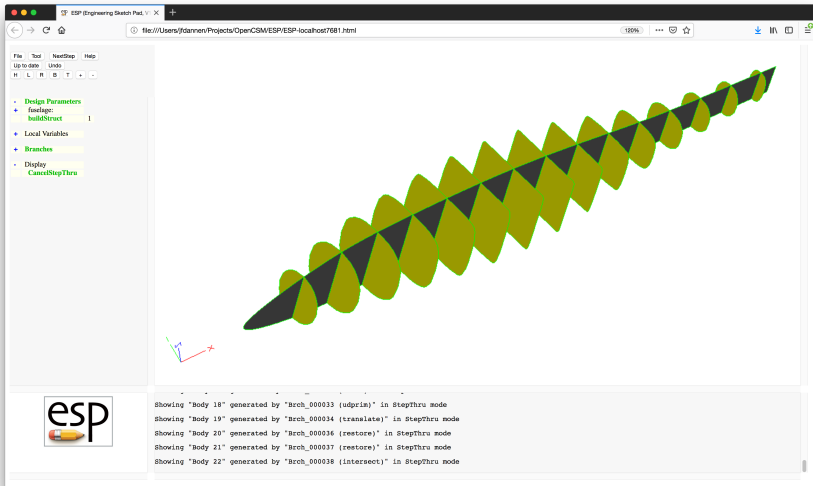 ESP (Engineering Sketch Pad, V
file:///Users/jfdannen/Projects/OpenCSM/ESP/ESP-localhost7681.html
120%
File Tool NextStep Help
Up to date Undo
H L R B T + -
- Design Parameters
+ fuselage:
buildStruct 1
+ Local Variables
+ Branches
- Display
CancelStepThru
X
esp
Showing "Body 18" generated by "Brch_000033 (udprim)" in StepThru mode
Showing "Body 19" generated by "Brch_000034 (translate)" in StepThru mode
Showing "Body 20" generated by "Brch_000036 (restore)" in StepThru mode
Showing "Body 21" generated by "Brch_000037 (restore)" in StepThru mode
Showing "Body 22" generated by "Brch_000038 (intersect)" in StepThru mode